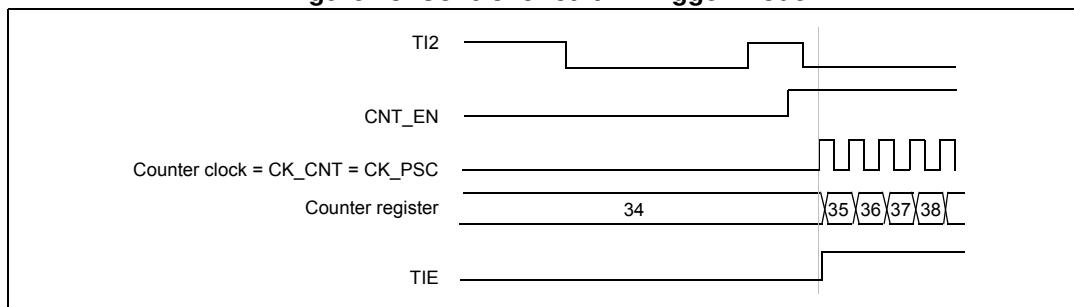 TI2
CNT_EN
Counter clock = CK_CNT = CK_PSC
Counter register 34 35 36 37 38
TIE